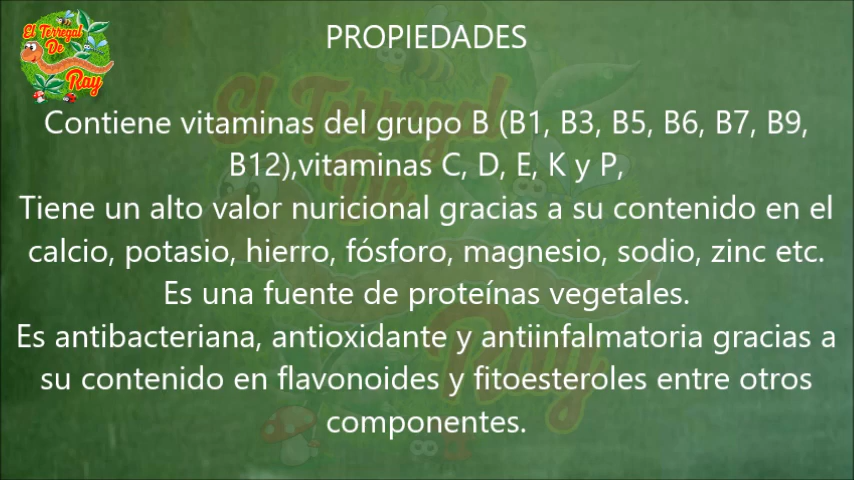 El Terregal
De
Ray
PROPIEDADES
Contiene vitaminas del grupo B (B1, B3, B5, B6, B7, B9,
B12),vitaminas C, D, E, K y P,
Tiene un alto valor nuricional gracias a su contenido en el
calcio, potasio, hierro, fósforo, magnesio, sodio, zinc etc.
Es una fuente de proteínas vegetales.
Es antibacteriana, antioxidante y antiinfalmatoria gracias a
su contenido en flavonoides y fitoesteroles entre otros
componentes.